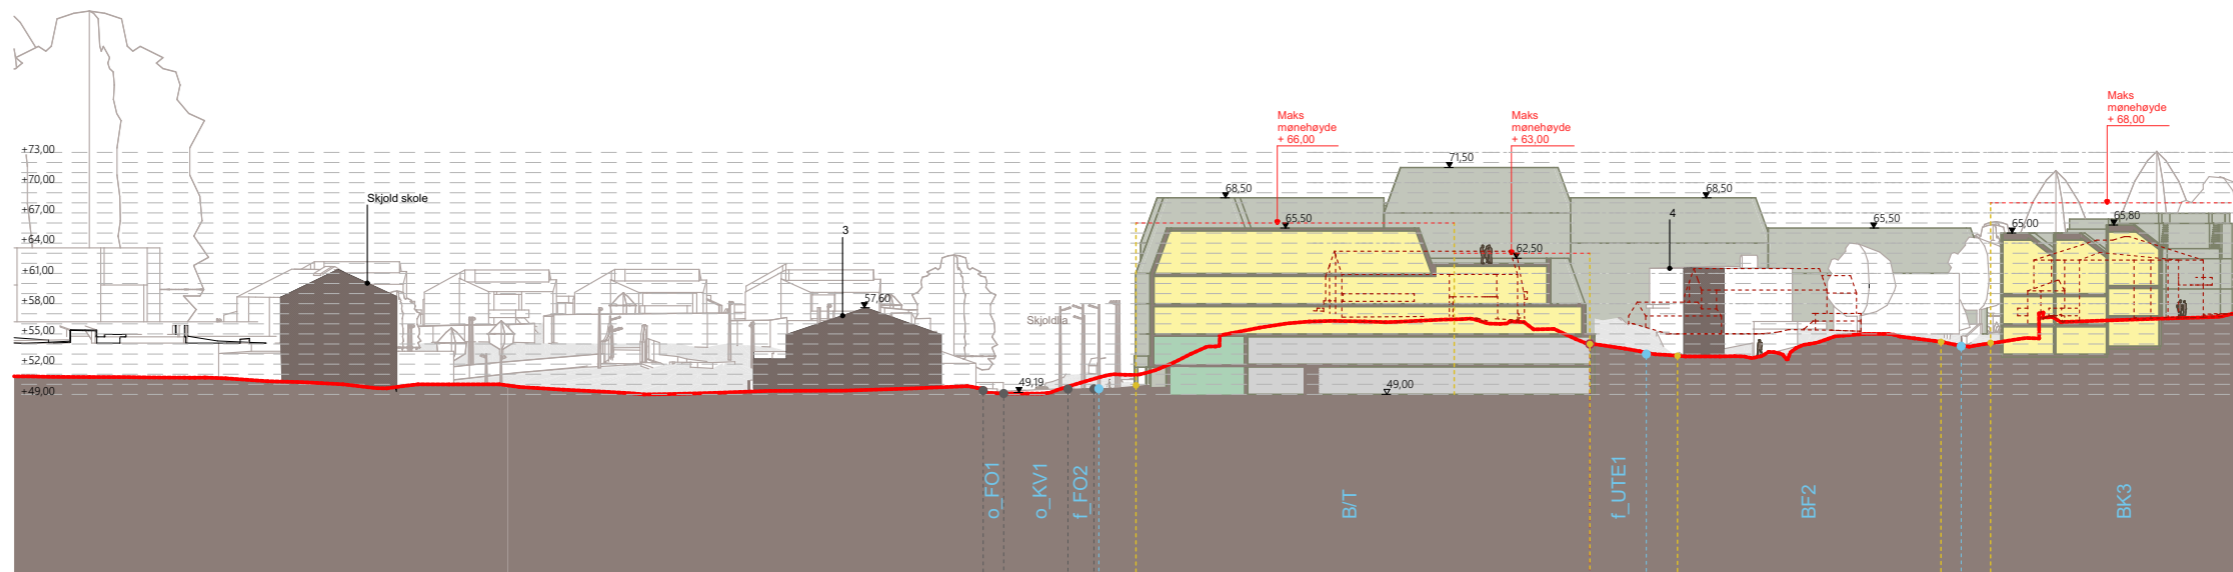 Maks
mønehøyde
+ 68,00
Maks
mønehøyde
+ 66,00
Maks
mønehøyde
+ 63,00
+73,00
+70,00
+67,00
+64,00
+61,00
+58,00
+55,00
+52,00
+49,00
Skjold skole
3
57,60
Skjoldlia
49,19
68,50
65,50
71,50
62,50
49,00
68,50
4
65,50
65,00
65,80
o_FO1
o_KV1
f_FO2
B/T
f_UTE1
BF2
BK3